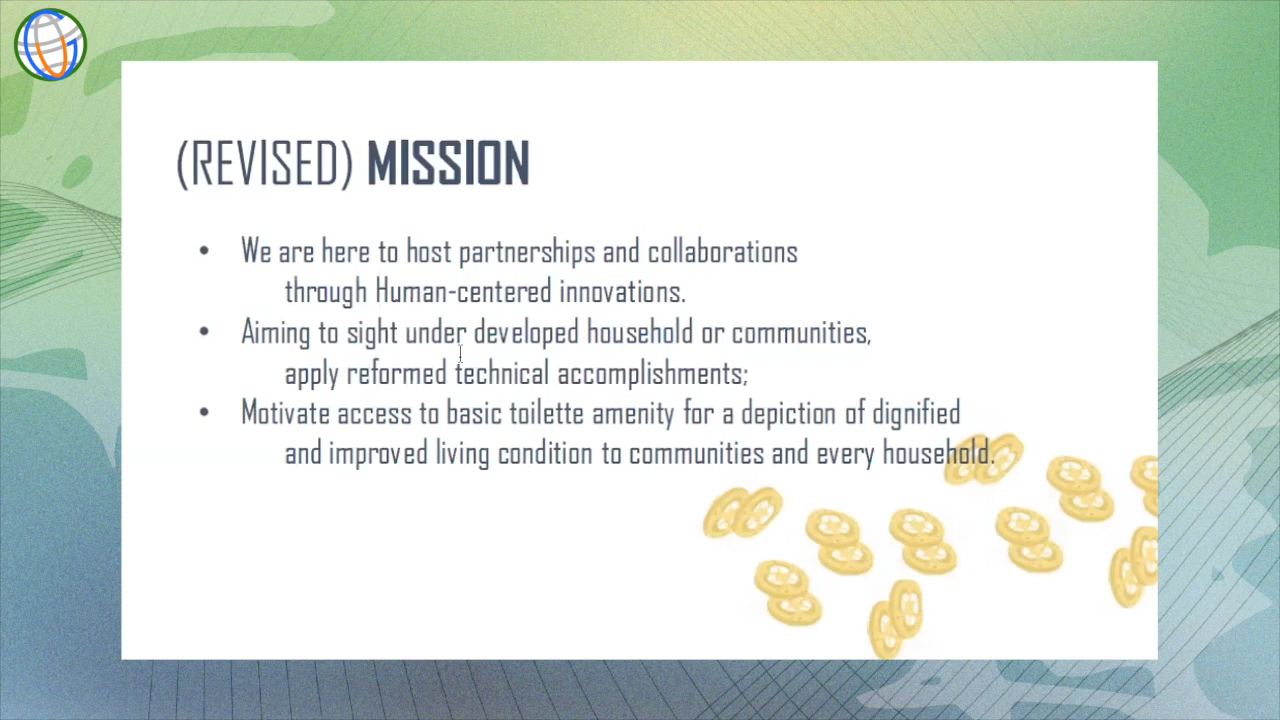 (REVISED) MISSION
• We are here to host partnerships and collaborations
through Human-centered innovations.
• Aiming to sight under developed household or communities,
apply reformed technical accomplishments;
• Motivate access to basic toilette amenity for a depiction of dignified
and improved living condition to communities and every household.